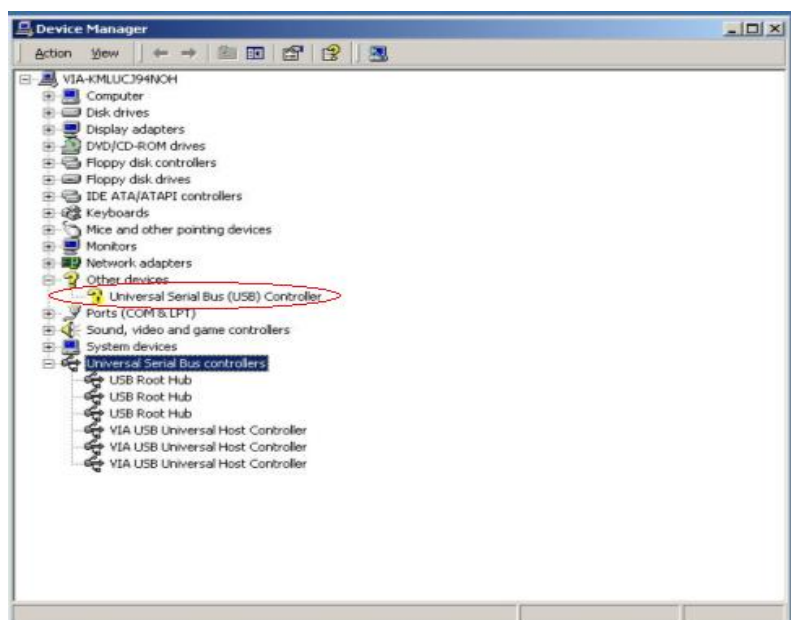 Device Manager
Action View
VIA-KMLUCJ94NOH
Computer
Disk drives
Display adapters
DVD/CD-ROM drives
Floppy disk controllers
Floppy disk drives
IDE ATA/ATAPI controllers
Keyboards
Mice and other pointing devices
Monitors
Network adapters
Other devices
Universal Serial Bus (USB) Controller
Ports (COM & LPT)
Sound, video and game controllers
System devices
Universal Serial Bus controllers
USB Root Hub
USB Root Hub
USB Root Hub
VIA USB Universal Host Controller
VIA USB Universal Host Controller
VIA USB Universal Host Controller